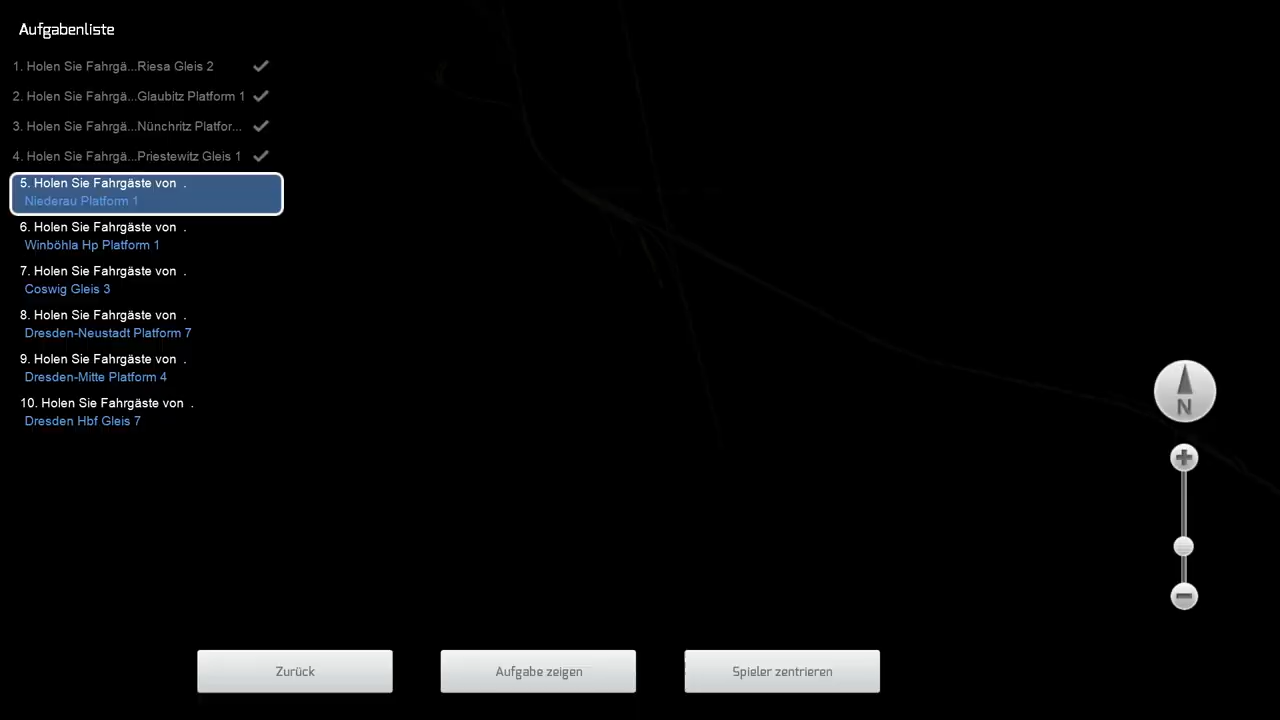 Aufgabenliste
1. Holen Sie Fahrgä...Riesa Gleis 2
2. Holen Sie Fahrgä...Glaubitz Platform 1
3. Holen Sie Fahrgä...Nünchritz Platfor...
4. Holen Sie Fahrgä...Priestewitz Gleis 1
5. Holen Sie Fahrgäste von .
Niederau Platform 1
6. Holen Sie Fahrgäste von .
Winböhla Hp Platform 1
7. Holen Sie Fahrgäste von .
Coswig Gleis 3
8. Holen Sie Fahrgäste von .
Dresden-Neustadt Platform 7
9. Holen Sie Fahrgäste von .
Dresden-Mitte Platform 4
10. Holen Sie Fahrgäste von .
Dresden Hbf Gleis 7
N
Zurück
Aufgabe zeigen
Spieler zentrieren